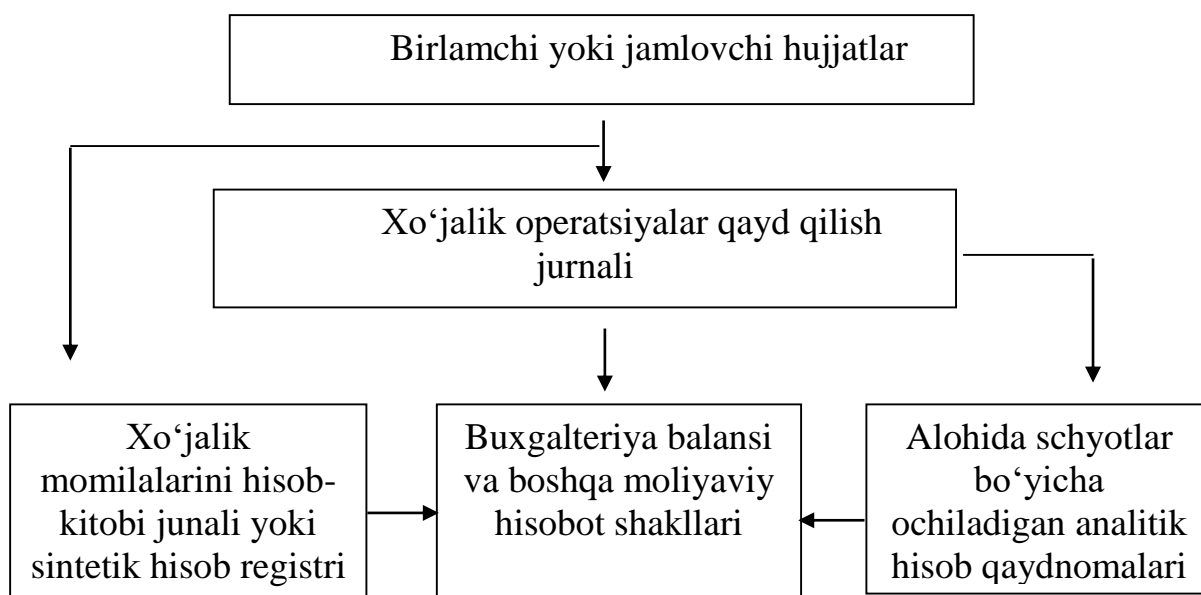 Birlamchi yoki jamlovchi hujjatlar
Xo‘jalik operatsiyalar qayd qilish
jurnali
Xo‘jalik
momilalarini hisob-
kitobi junali yoki
sintetik hisob registri
Buxgalteriya balansi
va boshqa moliyaviy
hisobot shakllari
Alohida schyotlar
bo‘yicha
ochiladigan analitik
hisob qaydnomalari